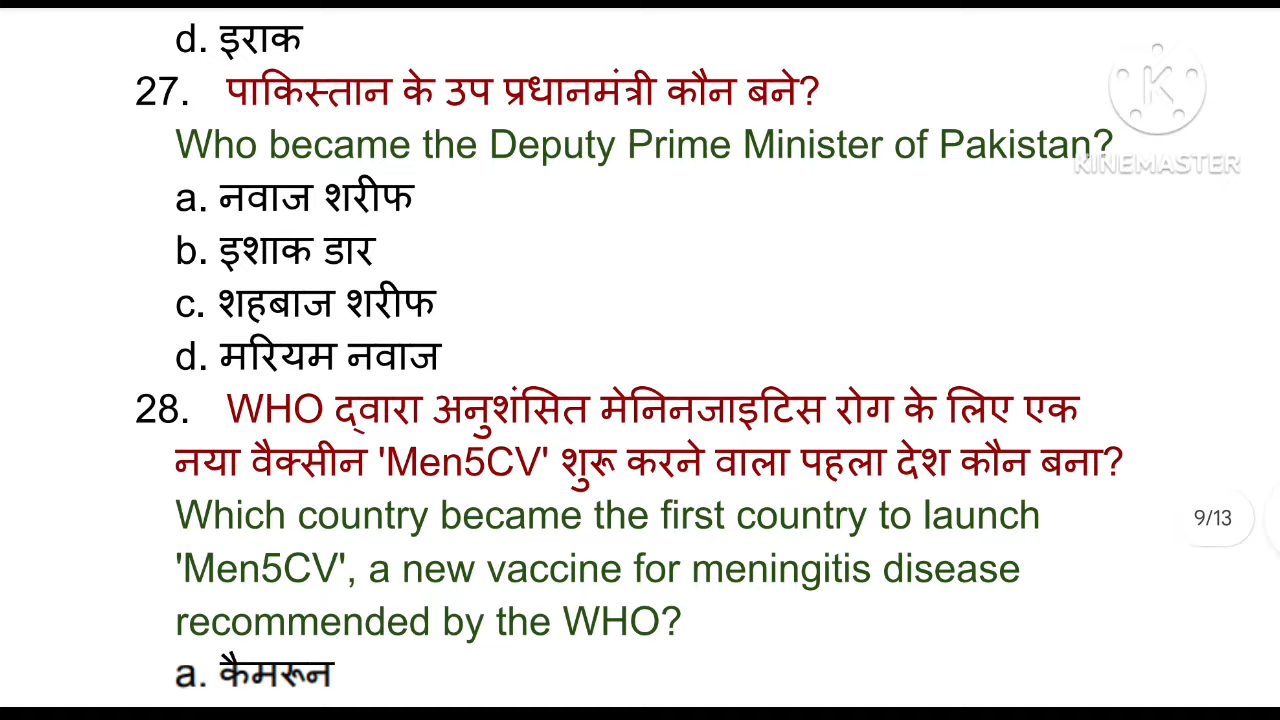 d. इराक
27. पाकिस्तान के उप प्रधानमंत्री कौन बने?
Who became the Deputy Prime Minister of Pakistan?
KINEMASTER
a. नवाज शरीफ
b. इशाक डार
c. शहबाज शरीफ
d. मरियम नवाज
28. WHO द्वारा अनुशंसित मेनिनजाइटिस रोग के लिए एक
नया वैक्सीन 'Men5CV' शुरू करने वाला पहला देश कौन बना?
Which country became the first country to launch
9/13
'Men5CV', a new vaccine for meningitis disease
recommended by the WHO?
a. कैमरून